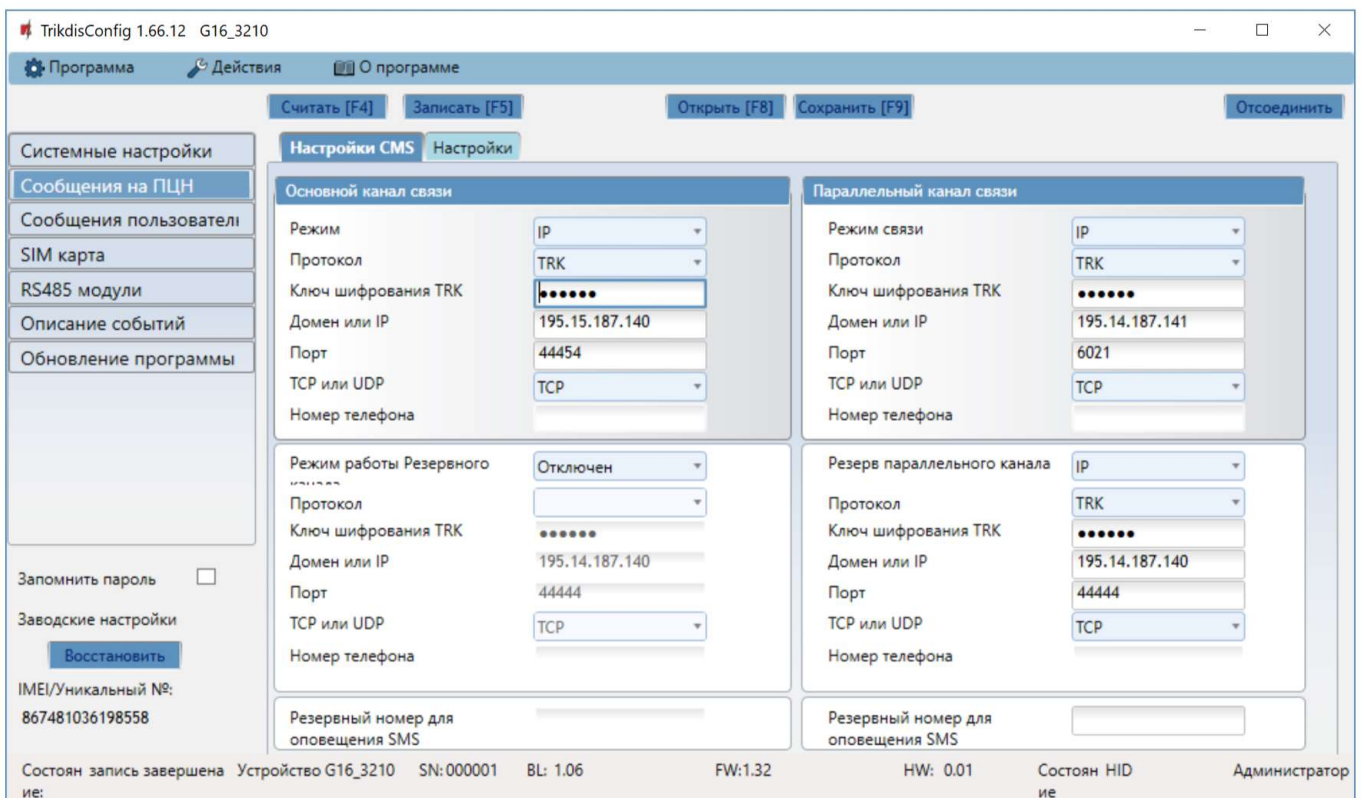 TrikdisConfig 1.66.12 G16_3210
Программа Действия О программе
Считать [F4] Записать [F5] Открыть [F8] Сохранить [F9] Отсоединить
Системные настройки
Сообщения на ПЦН
Сообщения пользовател
SIM карта
RS485 модули
Описание событий
Обновление программы
Запомнить пароль
Заводские настройки
Восстановить
IMEI/Уникальный №:
867481036198558
Настройки CMS Настройки
Основной канал связи
Режим IP
Протокол TRK
Ключ шифрования TRK ••••••
Домен или IP 195.15.187.140
Порт 44454
TCP или UDP TCP
Номер телефона
Режим работы Резервного Отключен
Протокол
Ключ шифрования TRK ••••••
Домен или IP 195.14.187.140
Порт 44444
TCP или UDP TCP
Номер телефона
Резервный номер для
оповещения SMS
Параллельный канал связи
Режим связи IP
Протокол TRK
Ключ шифрования TRK ••••••
Домен или IP 195.14.187.141
Порт 6021
TCP или UDP TCP
Номер телефона
Резерв параллельного канала IP
Протокол TRK
Ключ шифрования TRK ••••••
Домен или IP 195.14.187.140
Порт 44444
TCP или UDP TCP
Номер телефона
Резервный номер для
оповещения SMS
Состоян запись завершена Устройство G16_3210 SN: 000001 BL: 1.06 FW:1.32 HW: 0.01 Состоян HID Администратор
ие: ие